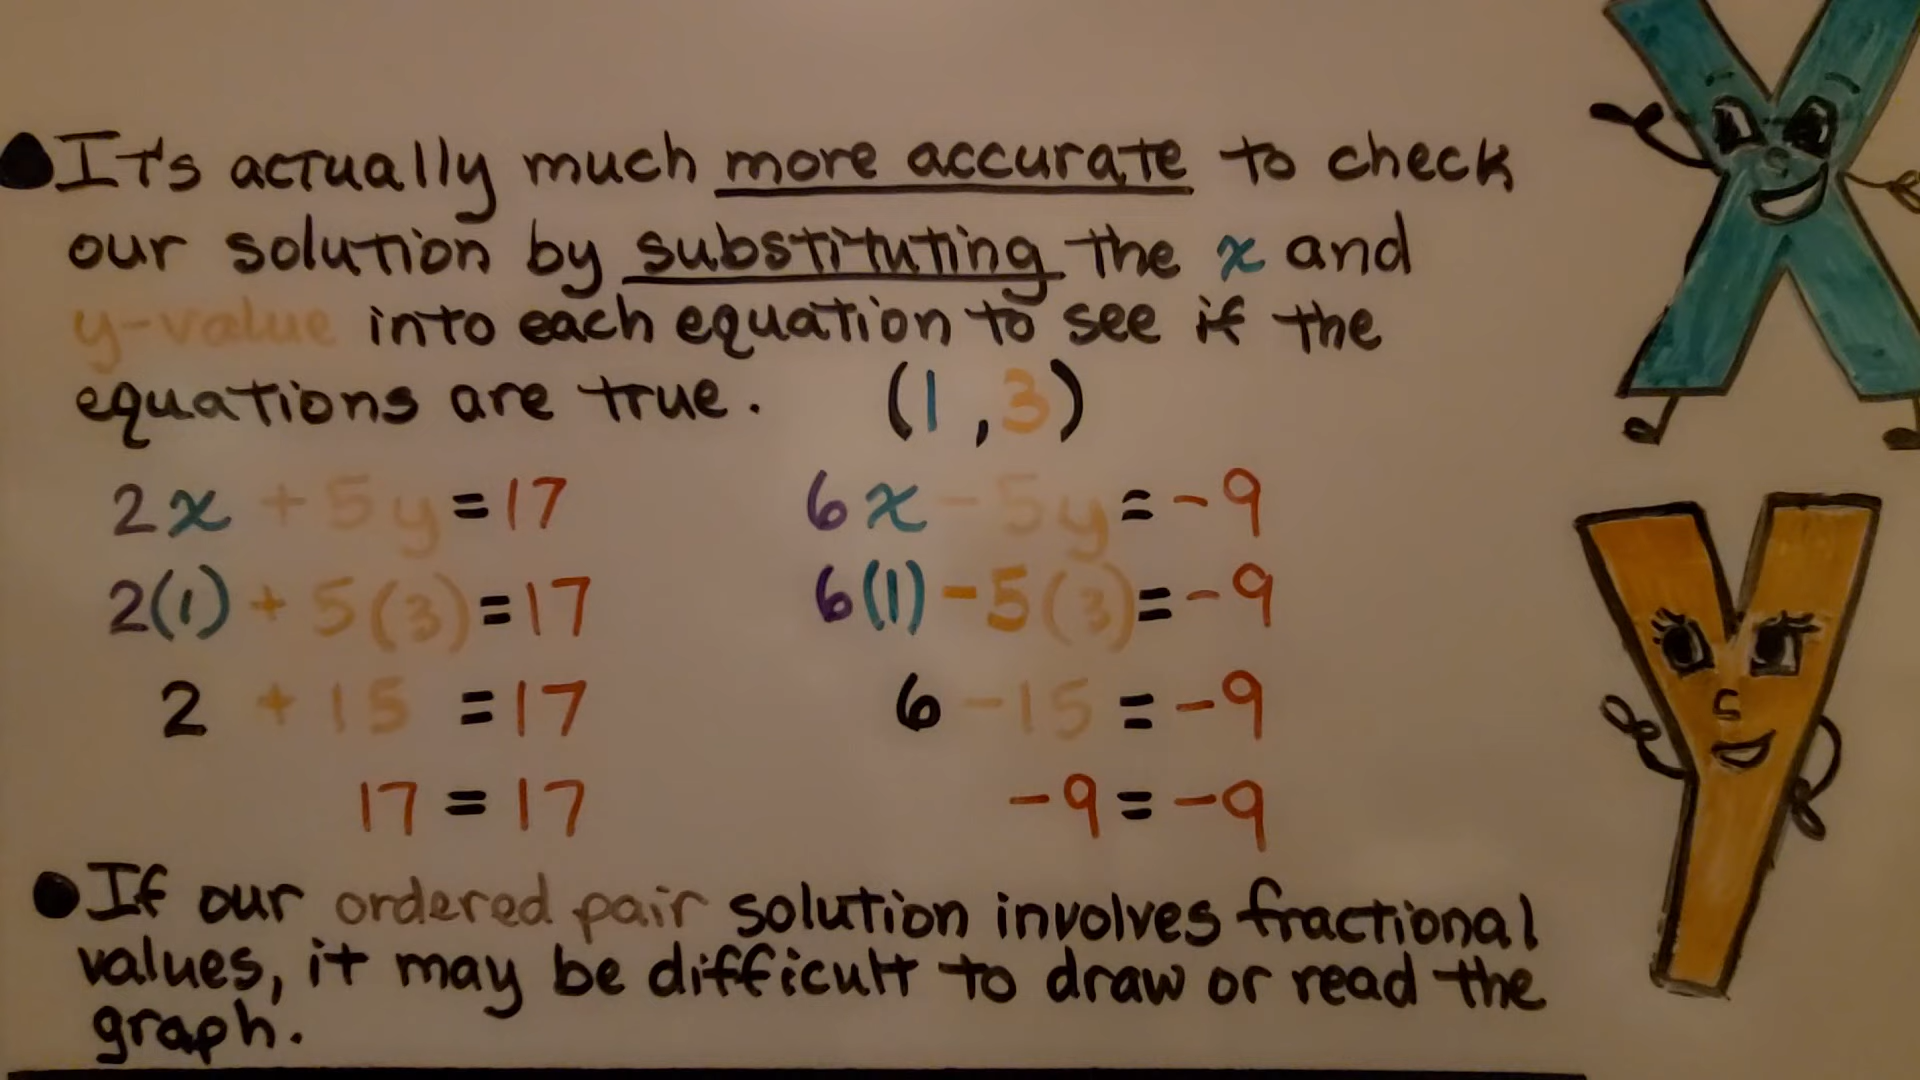 It's actually much more accurate to check
our solution by substituting the x and
y-value into each equation to see if the
equations are true. (1,3)
2x + 5y = 17 6x - 5y = -9
2(1) + 5(3) = 17 6(1) - 5(3) = -9
2 + 15 = 17 6 - 15 = -9
17 = 17 -9 = -9
If our ordered pair solution involves fractional
values, it may be difficult to draw or read the
graph.